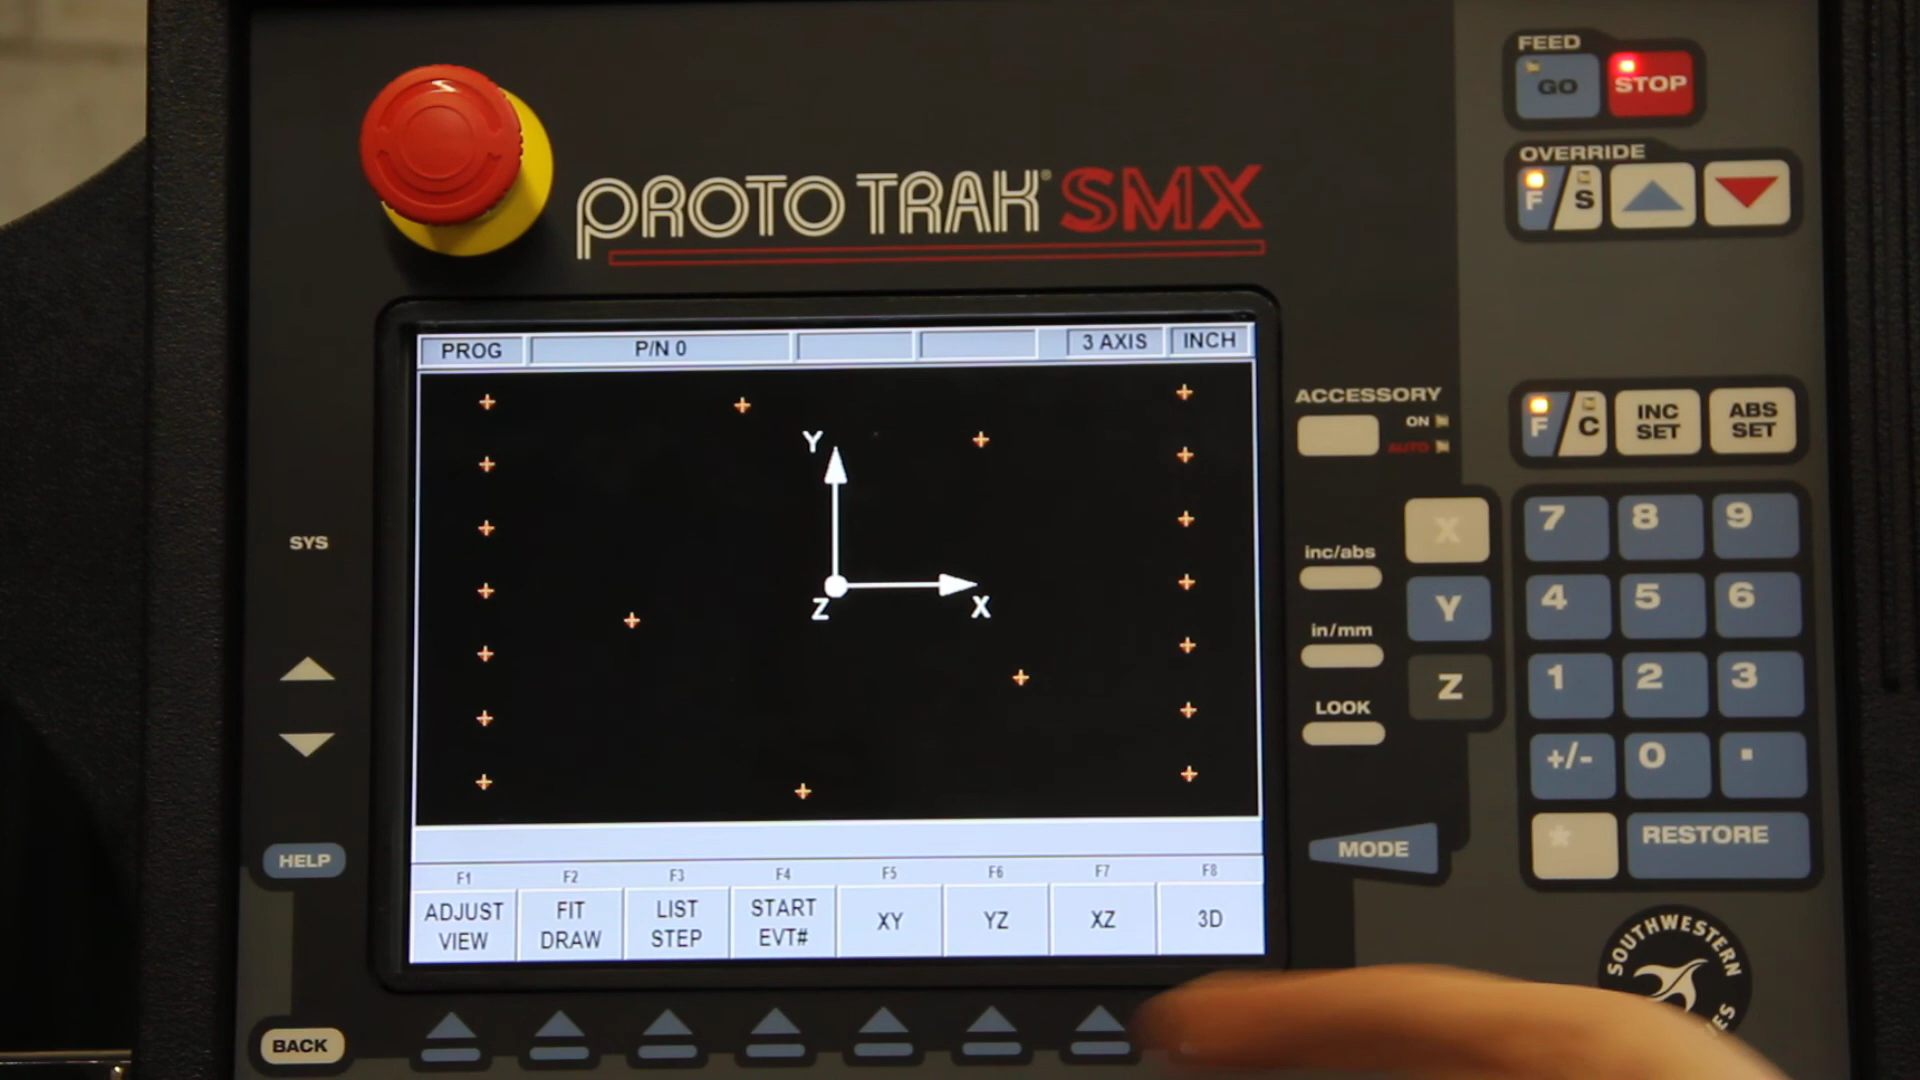 FEED
GO
STOP
OVERRIDE
F/S
PROTO TRAK® SMX
PROG
P/N 0
3 AXIS
INCH
Y
Z
X
ACCESSORY
ON
AUTO
F/C
INC SET
ABS SET
SYS
inc/abs
in/mm
LOOK
X
Y
Z
7
8
9
4
5
6
1
2
3
+/-
0
.
*
RESTORE
MODE
HELP
F1
F2
F3
F4
F5
F6
F7
F8
ADJUST VIEW
FIT DRAW
LIST STEP
START EVT#
XY
YZ
XZ
3D
SOUTHWESTERN
BACK